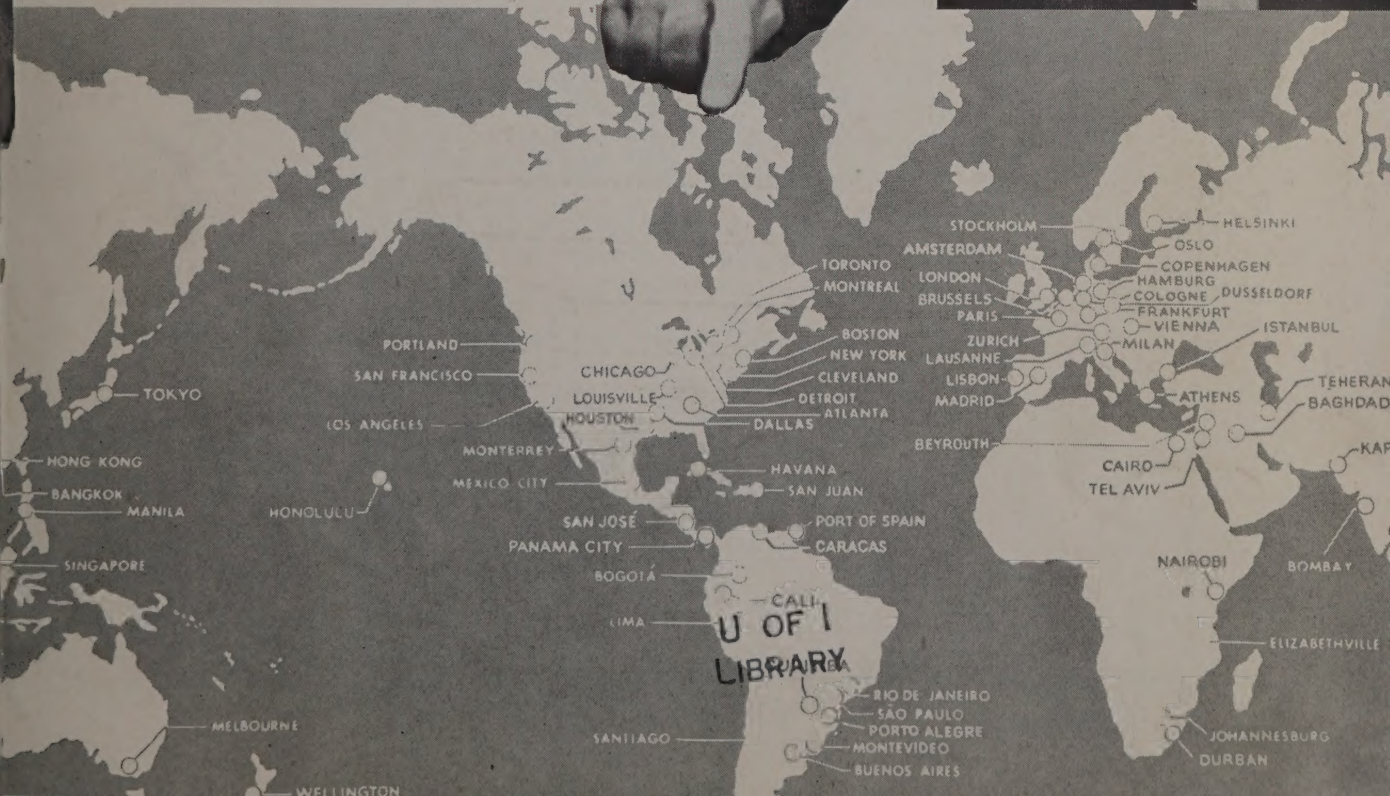 STOCKHOLM
HELSINKI
AMSTERDAM
OSLO
TORONTO
COPENHAGEN
LONDON
HAMBURG
MONTREAL
BRUSSELS
COLOGNE
DUSSELDORF
PARIS
FRANKFURT
VIENNA
ISTANBUL
BOSTON
ZURICH
MILAN
PORTLAND
NEW YORK
LAUSANNE
SAN FRANCISCO
CHICAGO
CLEVELAND
LISBON
TEHERAN
TOKYO
LOUISVILLE
DETROIT
MADRID
ATHENS
BAGHDAD
HOUSTON
ATLANTA
LOS ANGELES
DALLAS
BEYROUTH
MONTERREY
HONG KONG
HAVANA
CAIRO
MEXICO CITY
SAN JUAN
TEL AVIV
BANGKOK
MANILA
HONOLULU
SAN JOSÉ
PORT OF SPAIN
PANAMA CITY
CARACAS
SINGAPORE
BOGOTÁ
NAIROBI
BOMBAY
CALI
LIMA
U OF I
LIBRARY
ELIZABETHVILLE
RIO DE JANEIRO
SÃO PAULO
MELBOURNE
PORTO ALEGRE
SANTIAGO
MONTEVIDEO
JOHANNESBURG
BUENOS AIRES
DURBAN
WELLINGTON